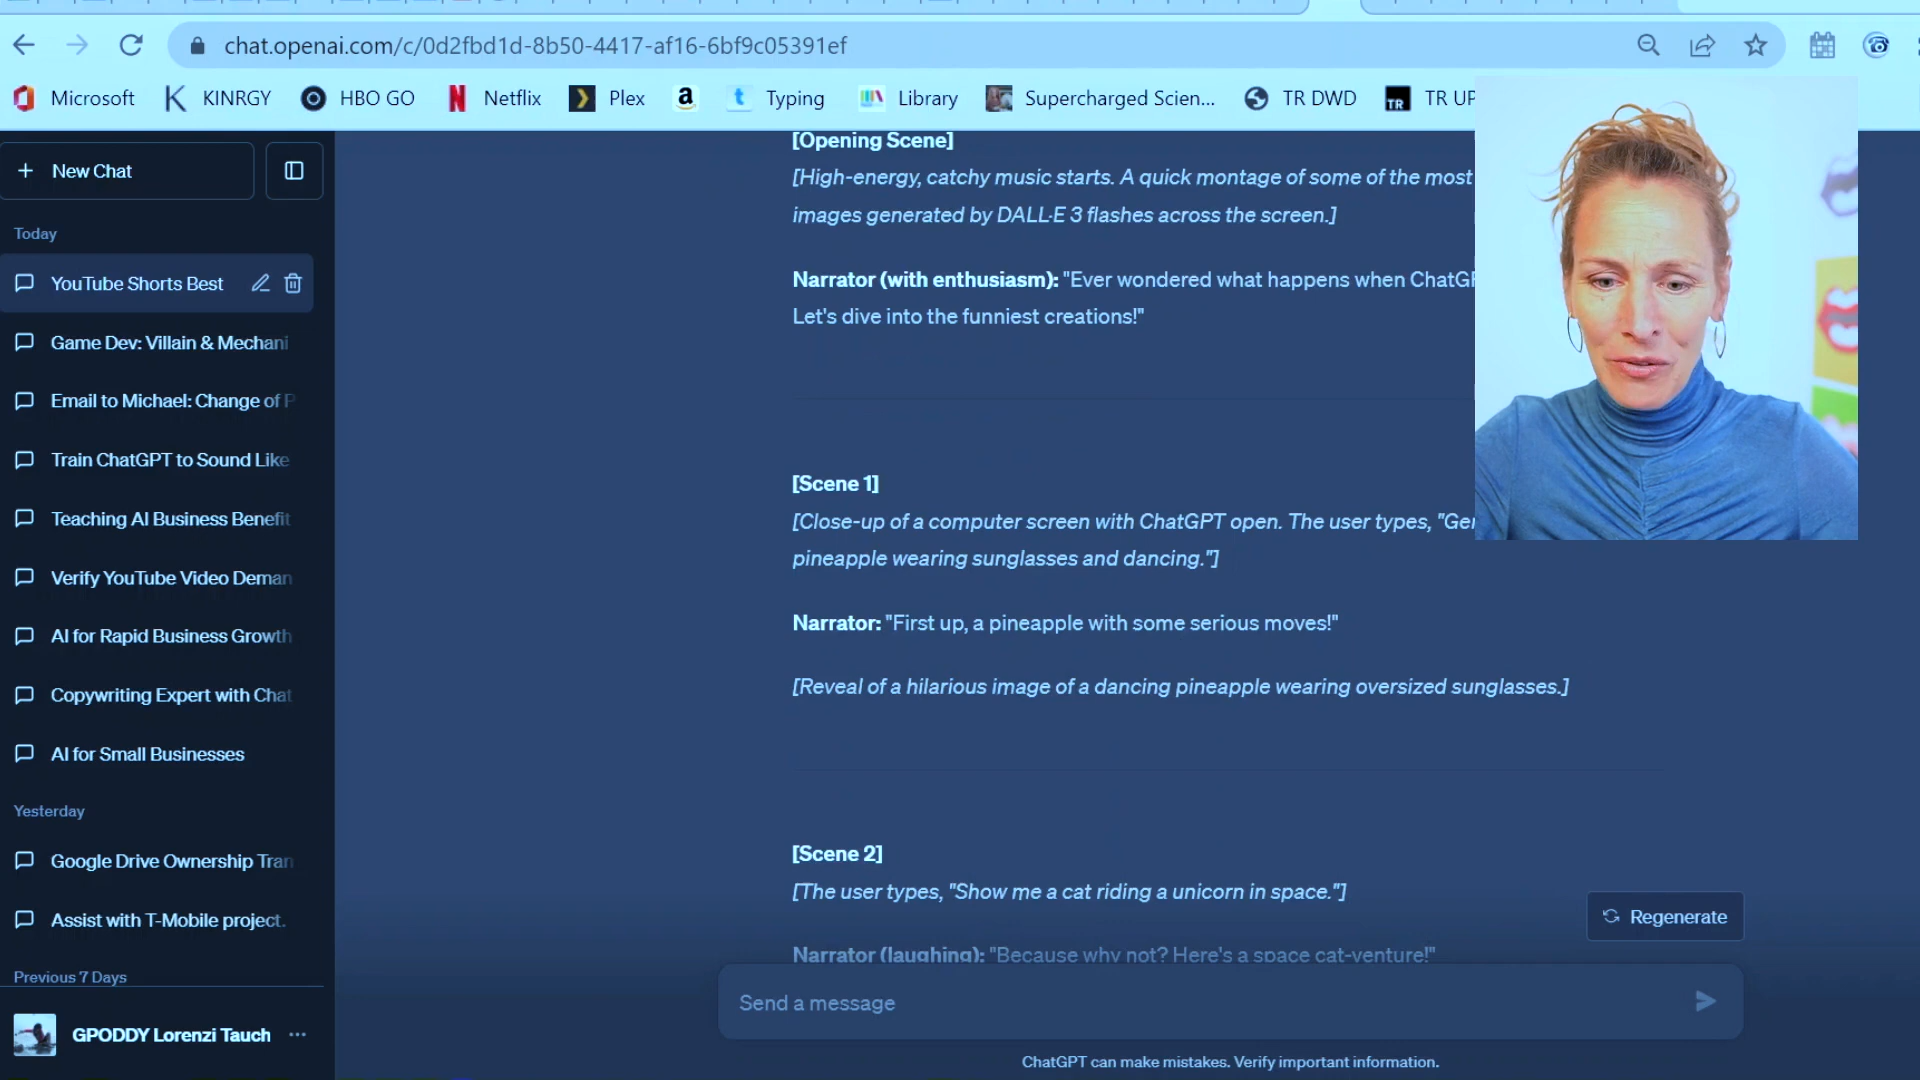 chat.openai.com/c/0d2fbd1d-8b50-4417-af16-6bf9c05391ef
Microsoft KINRGY HBO GO Netflix Plex Typing Library Supercharged Scien... TR DWD TR UP
New Chat
Today
YouTube Shorts Best
Game Dev: Villain & Mechani
Email to Michael: Change of P
Train ChatGPT to Sound Like
Teaching AI Business Benefit
Verify YouTube Video Deman
AI for Rapid Business Growth
Copywriting Expert with Chat
AI for Small Businesses
Yesterday
Google Drive Ownership Tran
Assist with T-Mobile project.
Previous 7 Days
GPODDY Lorenzi Tauch
[Opening Scene]
[High-energy, catchy music starts. A quick montage of some of the most
images generated by DALL·E 3 flashes across the screen.]
Narrator (with enthusiasm): "Ever wondered what happens when ChatGP
Let's dive into the funniest creations!"
[Scene 1]
[Close-up of a computer screen with ChatGPT open. The user types, "Gen
pineapple wearing sunglasses and dancing."]
Narrator: "First up, a pineapple with some serious moves!"
[Reveal of a hilarious image of a dancing pineapple wearing oversized sunglasses.]
[Scene 2]
[The user types, "Show me a cat riding a unicorn in space."]
Narrator (laughing): "Because why not? Here's a space cat-venture!"
Regenerate
Send a message
ChatGPT can make mistakes. Verify important information.